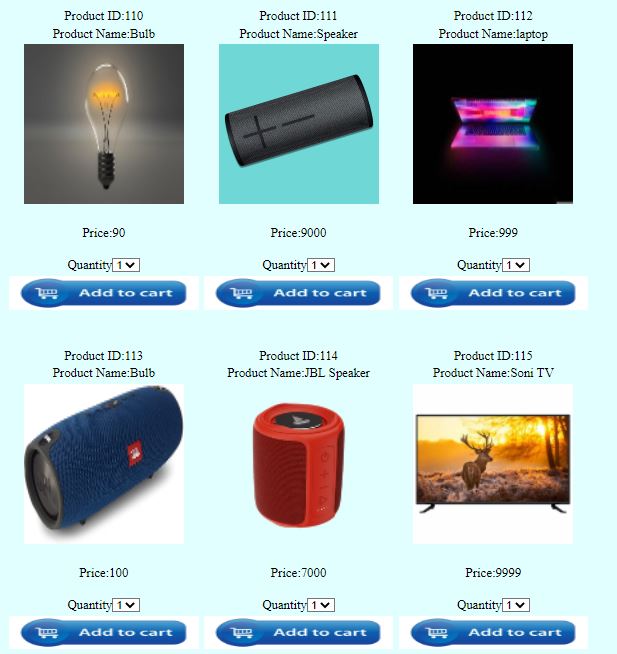 Product ID:110
Product Name:Bulb
Price:90
Quantity 1
Add to cart
Product ID:111
Product Name:Speaker
Price:9000
Quantity 1
Add to cart
Product ID:112
Product Name:laptop
Price:999
Quantity 1
Add to cart
Product ID:113
Product Name:Bulb
JBL
Price:100
Quantity 1
Add to cart
Product ID:114
Product Name:JBL Speaker
Price:7000
Quantity 1
Add to cart
Product ID:115
Product Name:Soni TV
Price:9999
Quantity 1
Add to cart